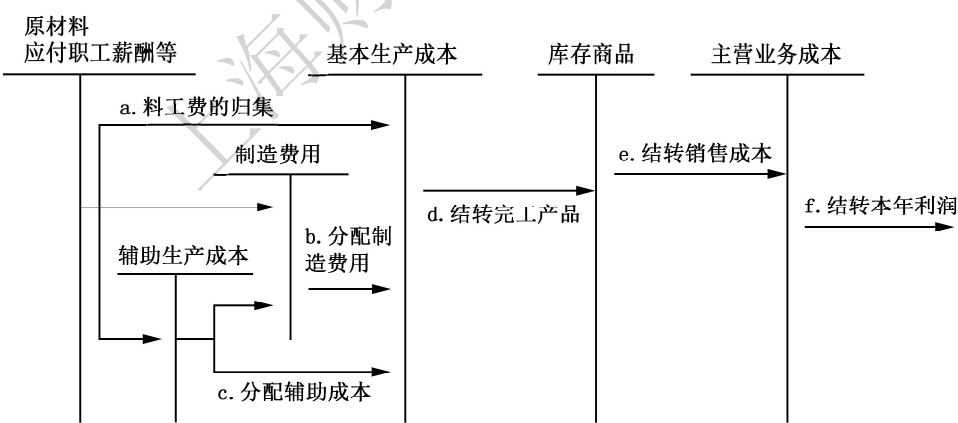 原材料
应付职工薪酬等
基本生产成本
库存商品
主营业务成本
a.料工费的归集
制造费用
e.结转销售成本
d.结转完工产品
f.结转本年利润
b.分配制
造费用
辅助生产成本
c.分配辅助成本
上海财